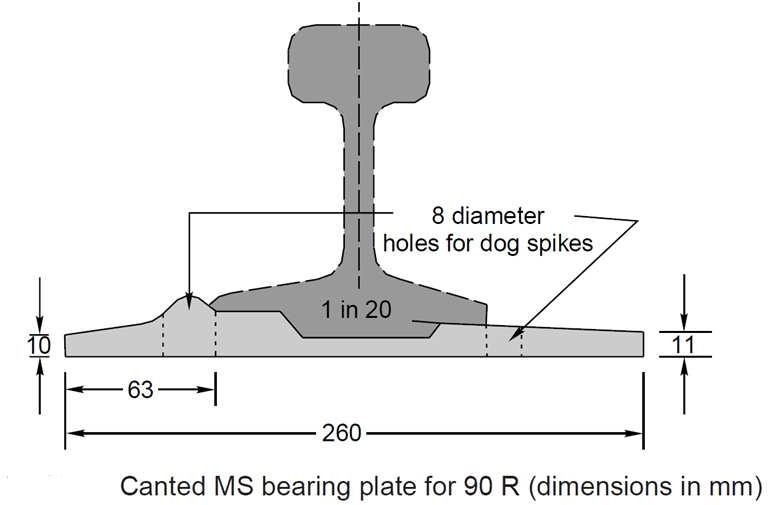 8 diameter
holes for dog spikes
1 in 20
10
11
63
260
Canted MS bearing plate for 90 R (dimensions in mm)